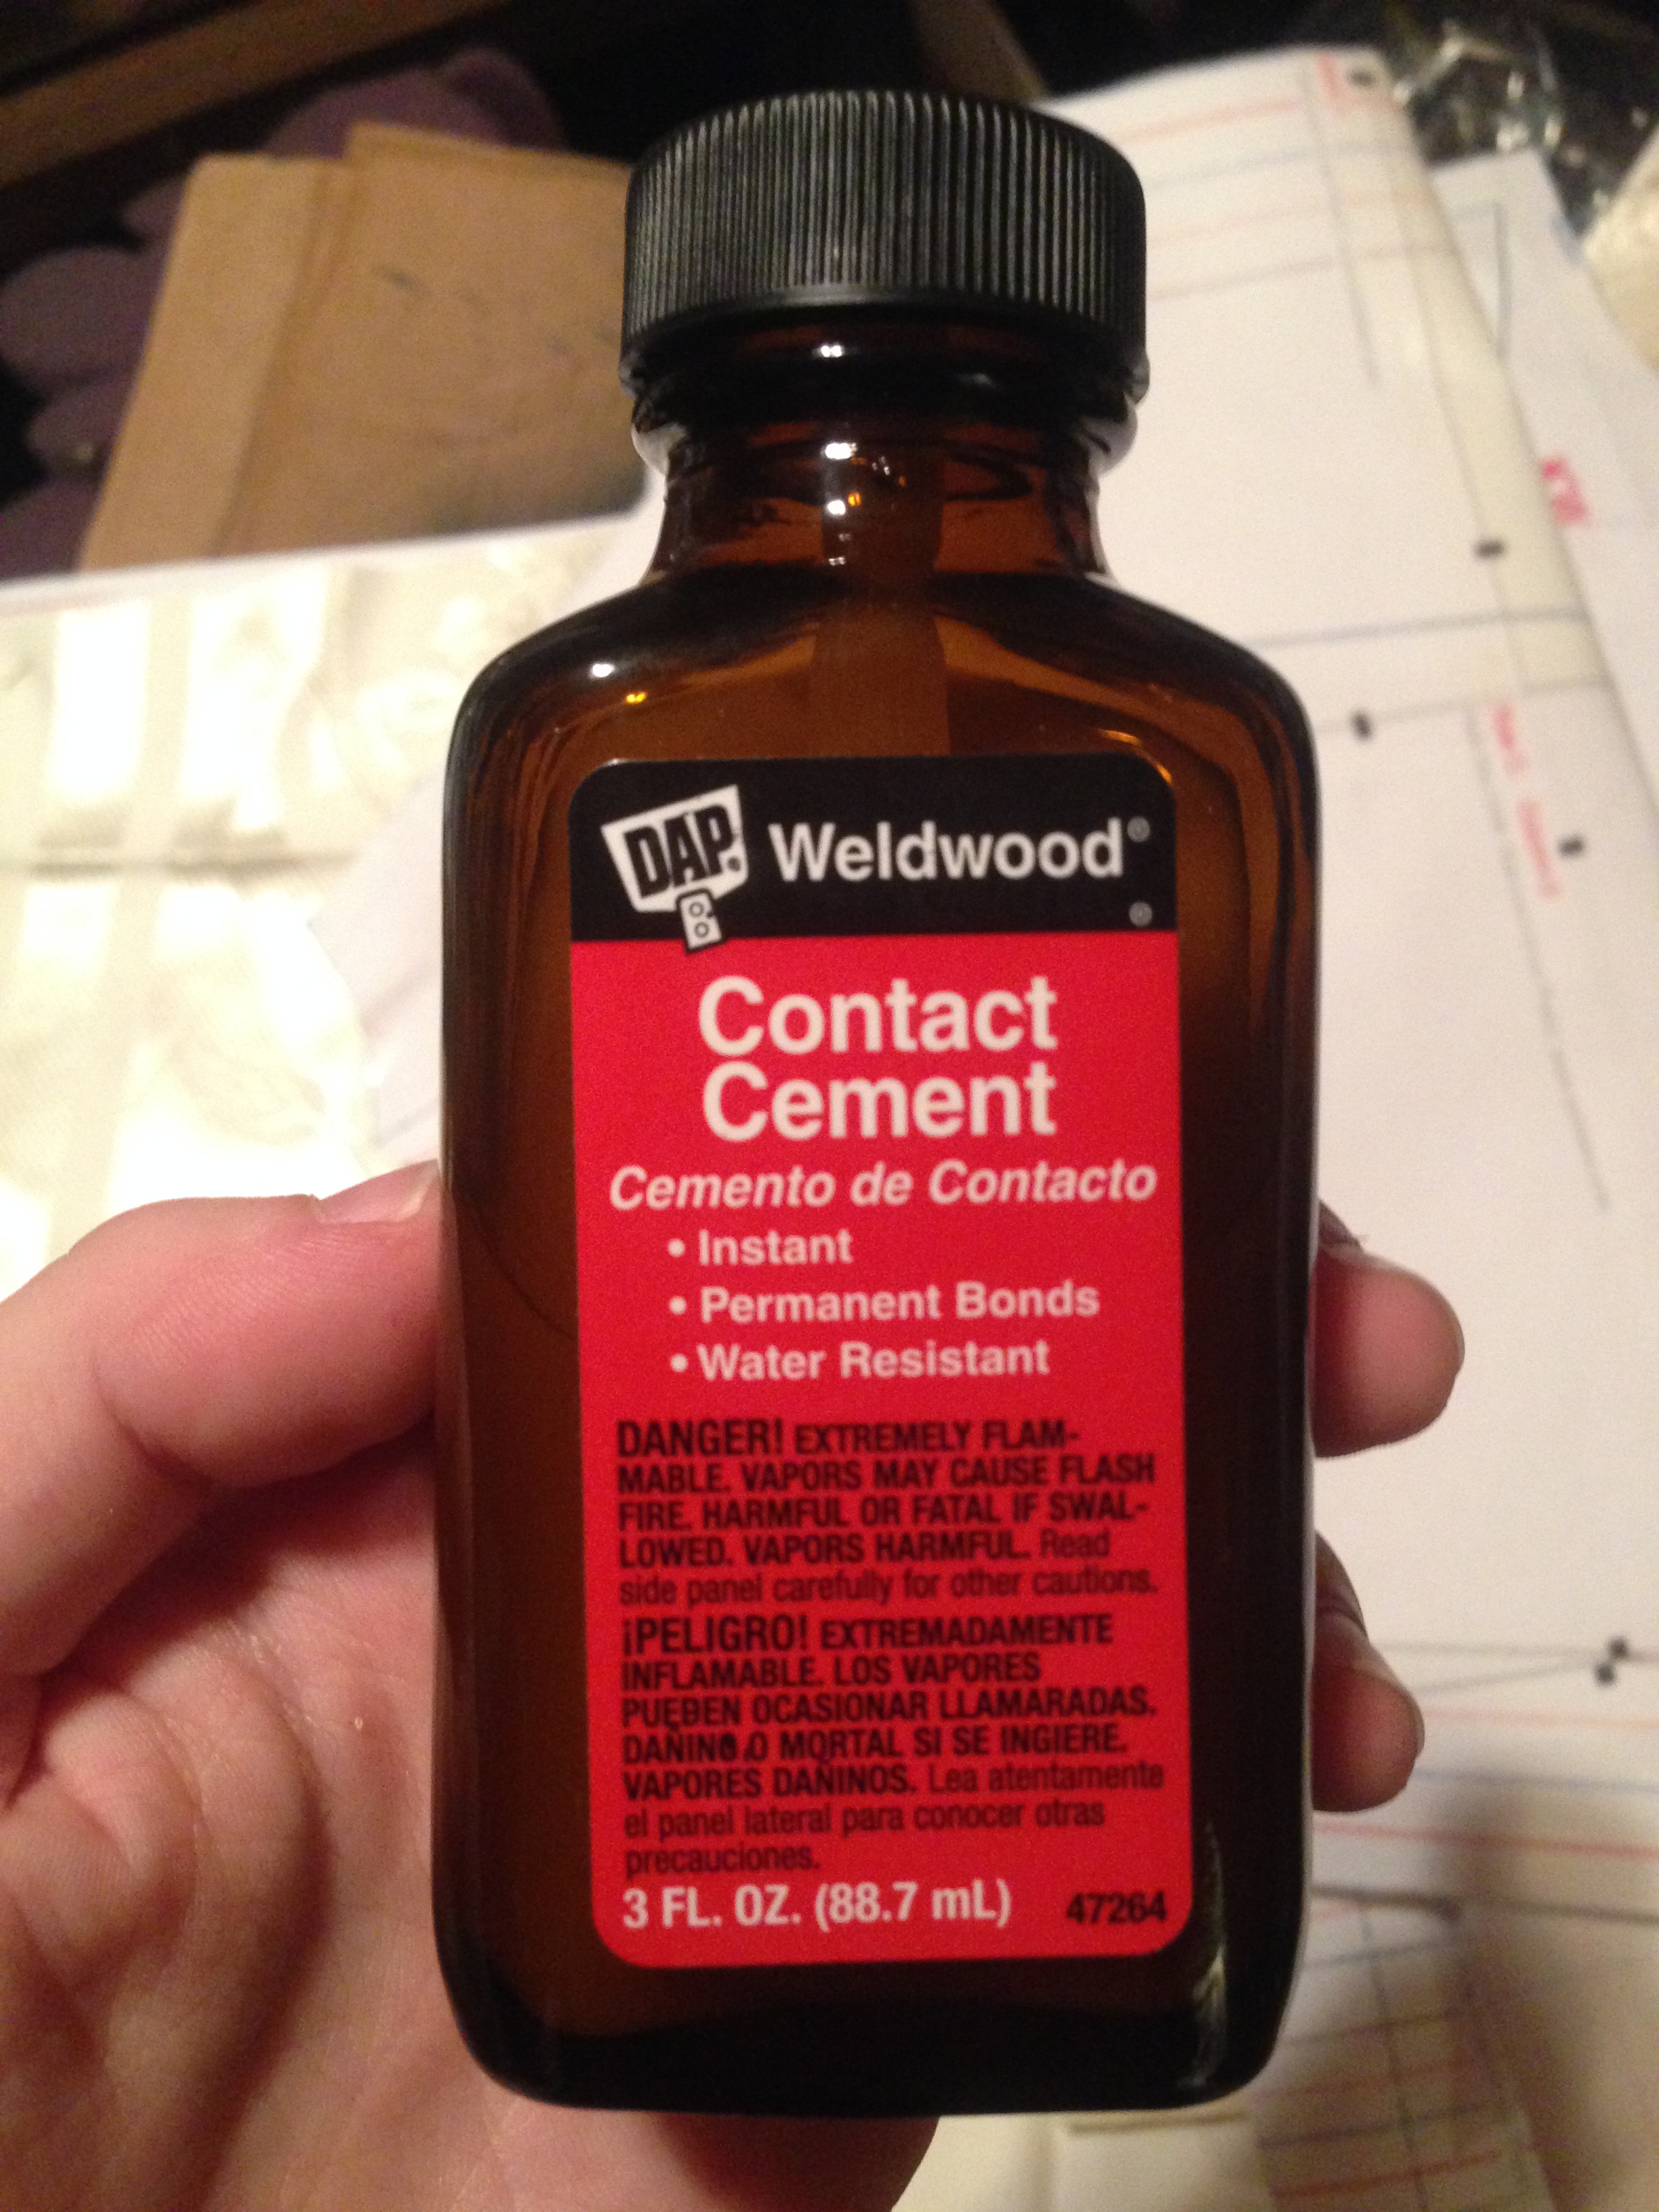 DAP® Weldwood®
®
Contact
Cement
Cemento de Contacto
• Instant
• Permanent Bonds
• Water Resistant
DANGER! EXTREMELY FLAM-
MABLE. VAPORS MAY CAUSE FLASH
FIRE. HARMFUL OR FATAL IF SWAL-
LOWED. VAPORS HARMFUL. Read
side panel carefully for other cautions.
¡PELIGRO! EXTREMADAMENTE
INFLAMABLE. LOS VAPORES
PUEDEN OCASIONAR LLAMARADAS.
DAÑINO O MORTAL SI SE INGIERE.
VAPORES DAÑINOS. Lea atentamente
el panel lateral para conocer otras
precauciones.
3 FL. OZ. (88.7 mL) 47264